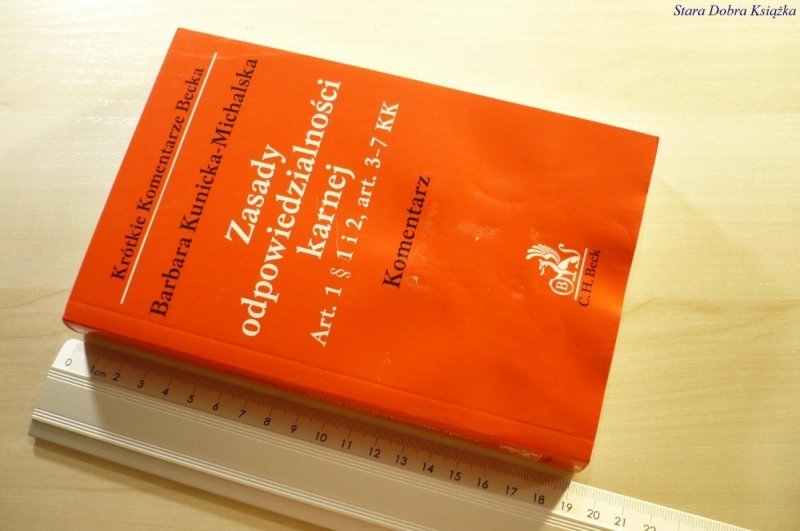 Stara Dobra Książka
Krótkie Komentarze Becka
Barbara Kunicka-Michalska
Zasady
odpowiedzialności
karnej
Art. 1 § 1 i 2, art. 3-7 KK
Komentarz
B
C.H.Beck
0 1cm 2 3 4 5 6 7 8 9 10 11 12 13 14 15 16 17 18 19 20 21 22